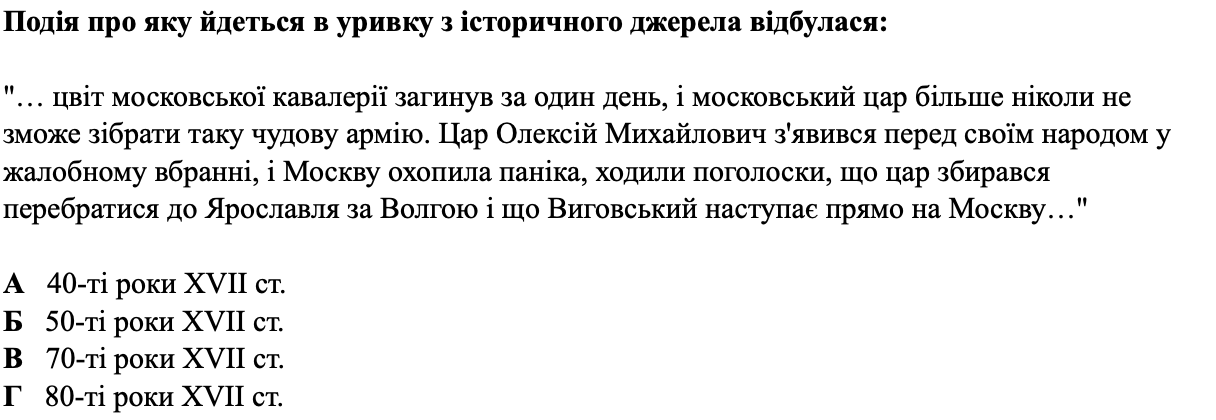 Подія про яку йдеться в уривку з історичного джерела відбулася:
"… цвіт московської кавалерії загинув за один день, і московський цар більше ніколи не
зможе зібрати таку чудову армію. Цар Олексій Михайлович з'явився перед своїм народом у
жалобному вбранні, і Москву охопила паніка, ходили поголоски, що цар збирався
перебратися до Ярославля за Волгою і що Виговський наступає прямо на Москву…"
А 40-ті роки XVII ст.
Б 50-ті роки XVII ст.
В 70-ті роки XVII ст.
Г 80-ті роки XVII ст.